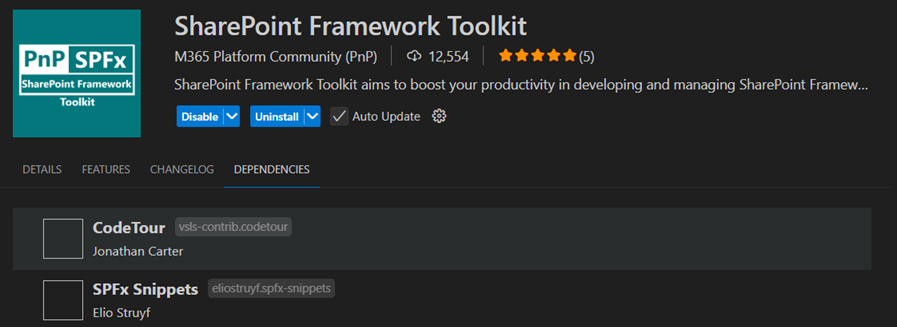 PnP SPFx
SharePoint Framework
Toolkit
SharePoint Framework Toolkit
M365 Platform Community (PnP) 12,554 (5)
SharePoint Framework Toolkit aims to boost your productivity in developing and managing SharePoint Framew...
Disable Uninstall Auto Update
DETAILS FEATURES CHANGELOG DEPENDENCIES
CodeTour vsls-contrib.codetour
Jonathan Carter
SPFx Snippets eliostruyf.spfx-snippets
Elio Struyf